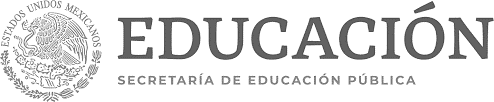 ESTADOS UNIDOS MEXICANOS
EDUCACIÓN
SECRETARÍA DE EDUCACIÓN PÚBLICA